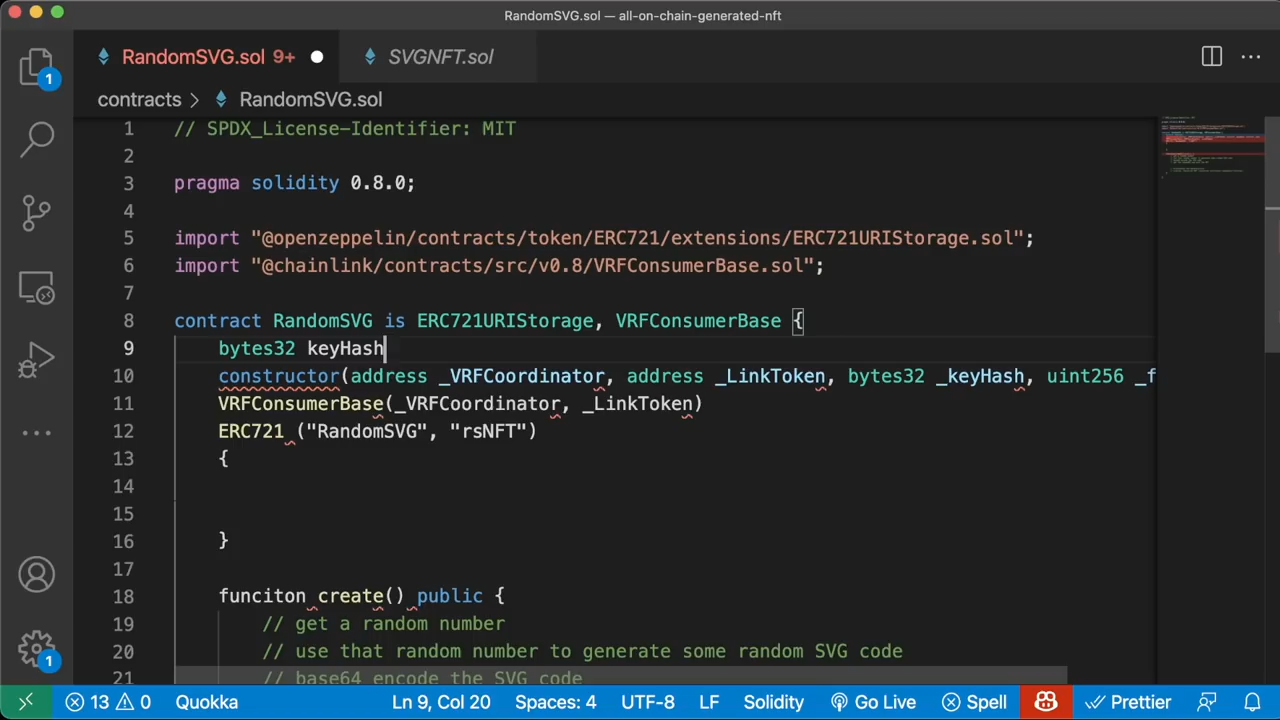 RandomSVG.sol — all-on-chain-generated-nft
RandomSVG.sol 9+
SVGNFT.sol
contracts > RandomSVG.sol
1 // SPDX_License-Identifier: MIT
2
3 pragma solidity 0.8.0;
4
5 import "@openzeppelin/contracts/token/ERC721/extensions/ERC721URIStorage.sol";
6 import "@chainlink/contracts/src/v0.8/VRFConsumerBase.sol";
7
8 contract RandomSVG is ERC721URIStorage, VRFConsumerBase {
9 bytes32 keyHash
10 constructor(address _VRFCoordinator, address _LinkToken, bytes32 _keyHash, uint256 _f
11 VRFConsumerBase(_VRFCoordinator, _LinkToken)
12 ERC721 ("RandomSVG", "rsNFT")
13 {
14
15
16 }
17
18 funciton create() public {
19 // get a random number
20 // use that random number to generate some random SVG code
21 // base64 encode the SVG code
1
1
13 0 Quokka Ln 9, Col 20 Spaces: 4 UTF-8 LF Solidity Go Live Spell Prettier